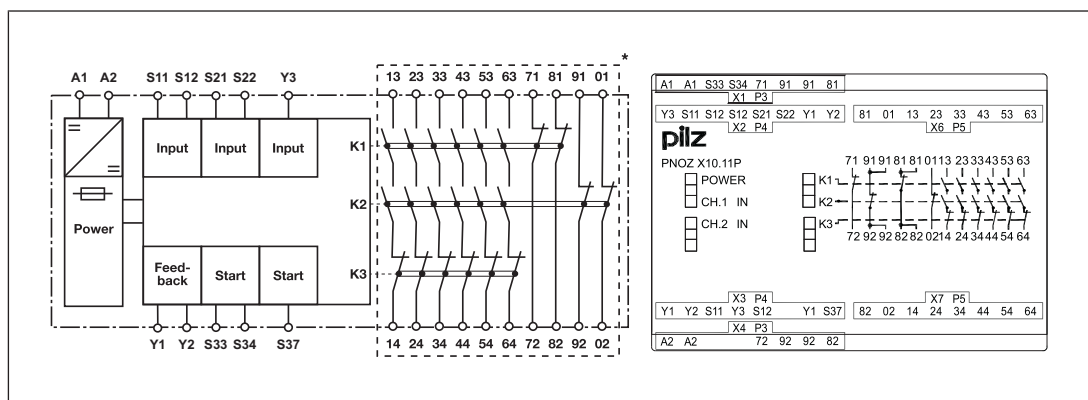 A1 A2 S11 S12 S21 S22 Y3
13 23 33 43 53 63 71 81 91 01
*
Input Input Input
Power
Feed-
back
Start Start
K1
K2
K3
Y1 Y2 S33 S34 S37
14 24 34 44 54 64 72 82 92 02
A1 A1 S33 S34 71 91 91 81
X1 P3
Y3 S11 S12 S12 S21 S22 Y1 Y2
81 01 13 23 33 43 53 63
X2 P4
X6 P5
pilz
PNOZ X10.11P
POWER
CH.1 IN
CH.2 IN
71 91 91 81 81 01 13 23 33 43 53 63
K1
K2
K3
72 92 92 82 82 02 14 24 34 44 54 64
X3 P4
X7 P5
Y1 Y2 S11 Y3 S12 Y1 S37
82 02 14 24 34 44 54 64
X4 P3
A2 A2 72 92 92 82